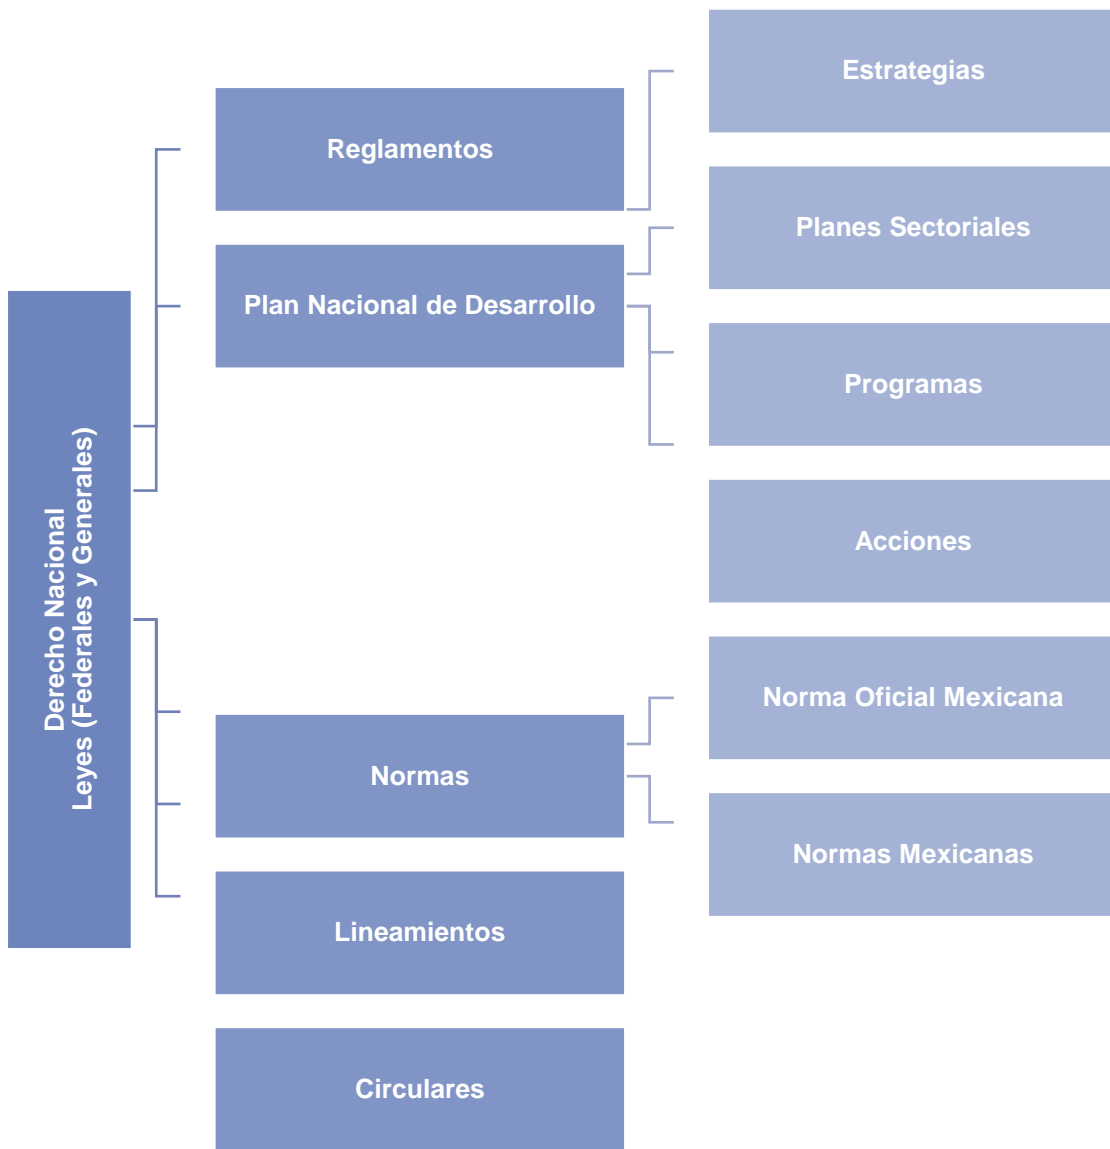 Derecho Nacional
Leyes (Federales y Generales)
Reglamentos
Plan Nacional de Desarrollo
Estrategias
Planes Sectoriales
Programas
Acciones
Normas
Norma Oficial Mexicana
Normas Mexicanas
Lineamientos
Circulares